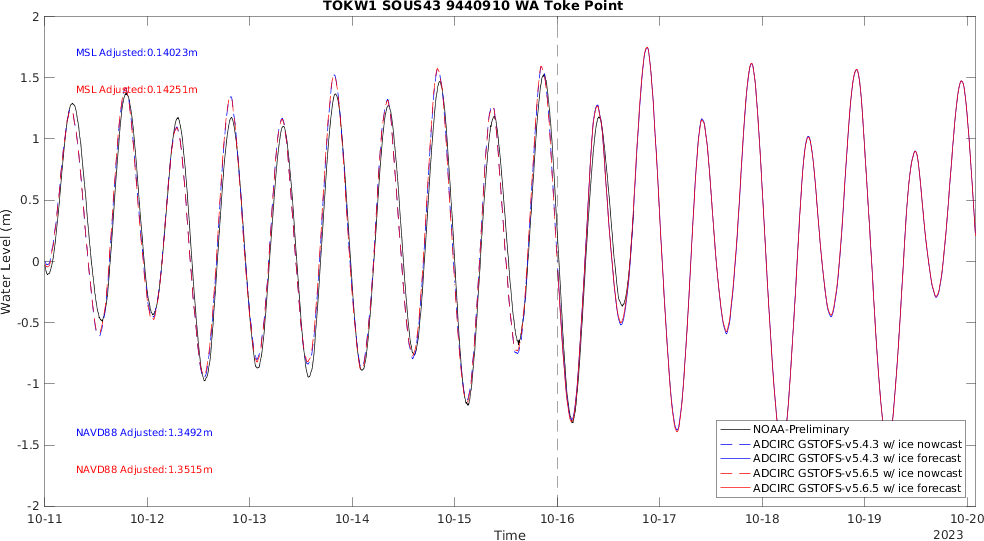 TOKW1 SOUS43 9440910 WA Toke Point
2
1.5
1
0.5
0
-0.5
-1
-1.5
-2
Water Level (m)
MSL Adjusted:0.14023m
MSL Adjusted:0.14251m
NAVD88 Adjusted:1.3492m
NAVD88 Adjusted:1.3515m
NOAA-Preliminary
ADCIRC GSTOFS-v5.4.3 w/ ice nowcast
ADCIRC GSTOFS-v5.4.3 w/ ice forecast
ADCIRC GSTOFS-v5.6.5 w/ ice nowcast
ADCIRC GSTOFS-v5.6.5 w/ ice forecast
10-11 10-12 10-13 10-14 10-15 10-16 10-17 10-18 10-19 10-20
Time
2023